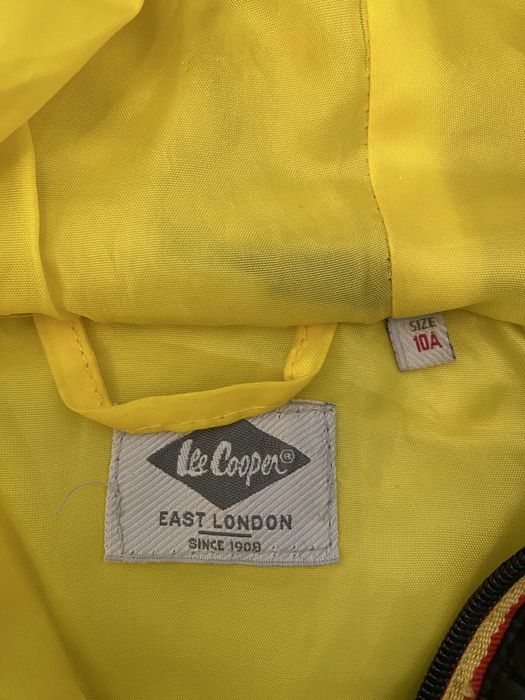 SIZE
10A
Lee Cooper®
EAST LONDON
SINCE 1908